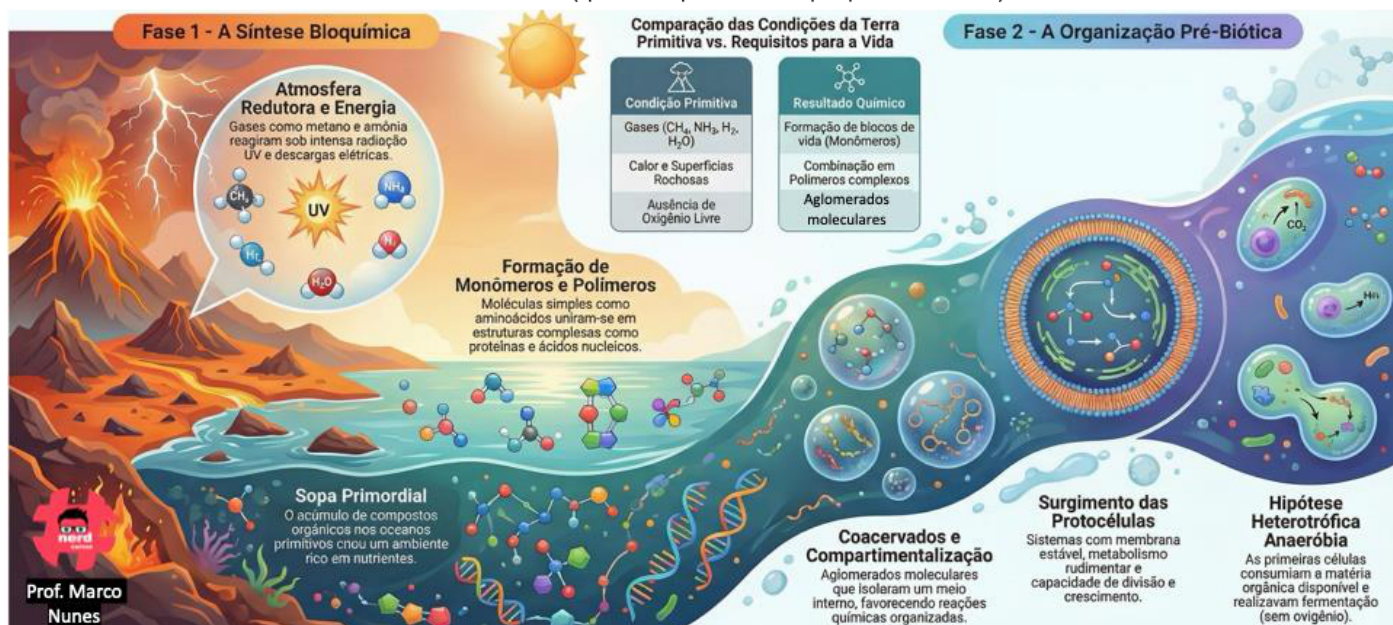 Fase 1 - A Síntese Bloquímica
Atmosfera
Redutora e Energia
Gases como metano e amônia
reagiram sob intensa radiação
UV e descargas elétricas.
CH₄
NH₃
UV
H₂O
Comparação das Condições da Terra
Primitiva vs. Requisitos para a Vida
Condição Primitiva
Resultado Químico
Gases (CH₄, NH₃, H₂,
H₂O)
Formação de blocos de
vida (Monômeros)
Calor e Superfícies
Rochosas
Combinação em
Polímeros complexos
Ausência de
Oxigênio Livre
Aglomerados
moleculares
Fase 2 - A Organização Pré-Biótica
CO₂
Formação de
Monômeros e Polímeros
Moléculas simples como
aminoácidos uniram-se em
estruturas complesas como
proteínas e ácidos nucleicos.
Sopa Primordial
O acúmulo de compostos
orgânicos nos oceanos
primitivos cnou um ambiente
rico em nutrientes.
nerd
Prof. Marco
Nunes
Coacervados e
Compartimentalização
Aglomerados moleculares
que isolaram um meio
interno, favorecendo reações
químicas organizadas.
Surgimento das
Protocélulas
Sistemas com membrana
estável, metabolismo
rudimentar e
capacidade de divisão e
crescimento.
Hipótese
Heterotrófica
Anaeróbia
As primeiras células
consumiam a matéria
orgânica disponível e
realizavam fermentação
(sem ovigênio).